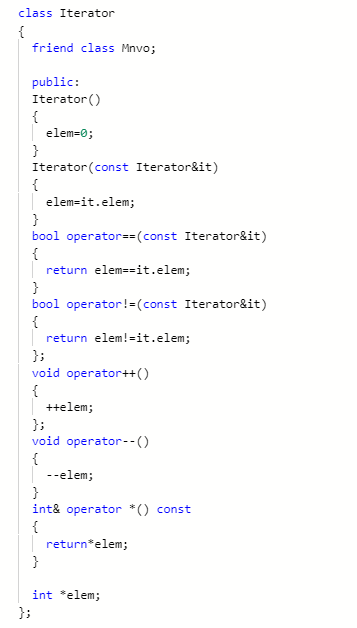 class Iterator
{
friend class Mnvo;
public:
Iterator()
{
elem=0;
}
Iterator(const Iterator&it)
{
elem=it.elem;
}
bool operator==(const Iterator&it)
{
return elem==it.elem;
}
bool operator!=(const Iterator&it)
{
return elem!=it.elem;
};
void operator++()
{
++elem;
};
void operator--()
{
--elem;
}
int& operator *() const
{
return*elem;
}
int *elem;
};